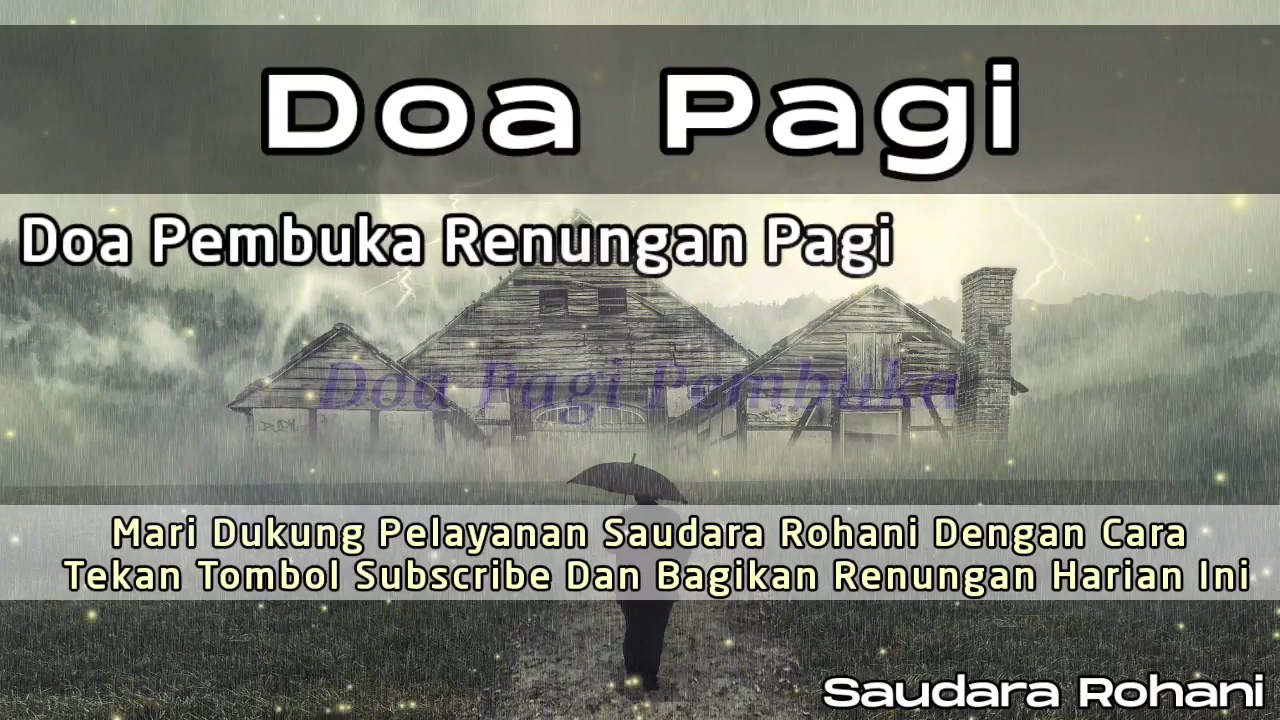 Doa Pagi
Doa Pembuka Renungan Pagi
Doa Pagi Pembuka
Mari Dukung Pelayanan Saudara Rohani Dengan Cara
Tekan Tombol Subscribe Dan Bagikan Renungan Harian Ini
Saudara Rohani